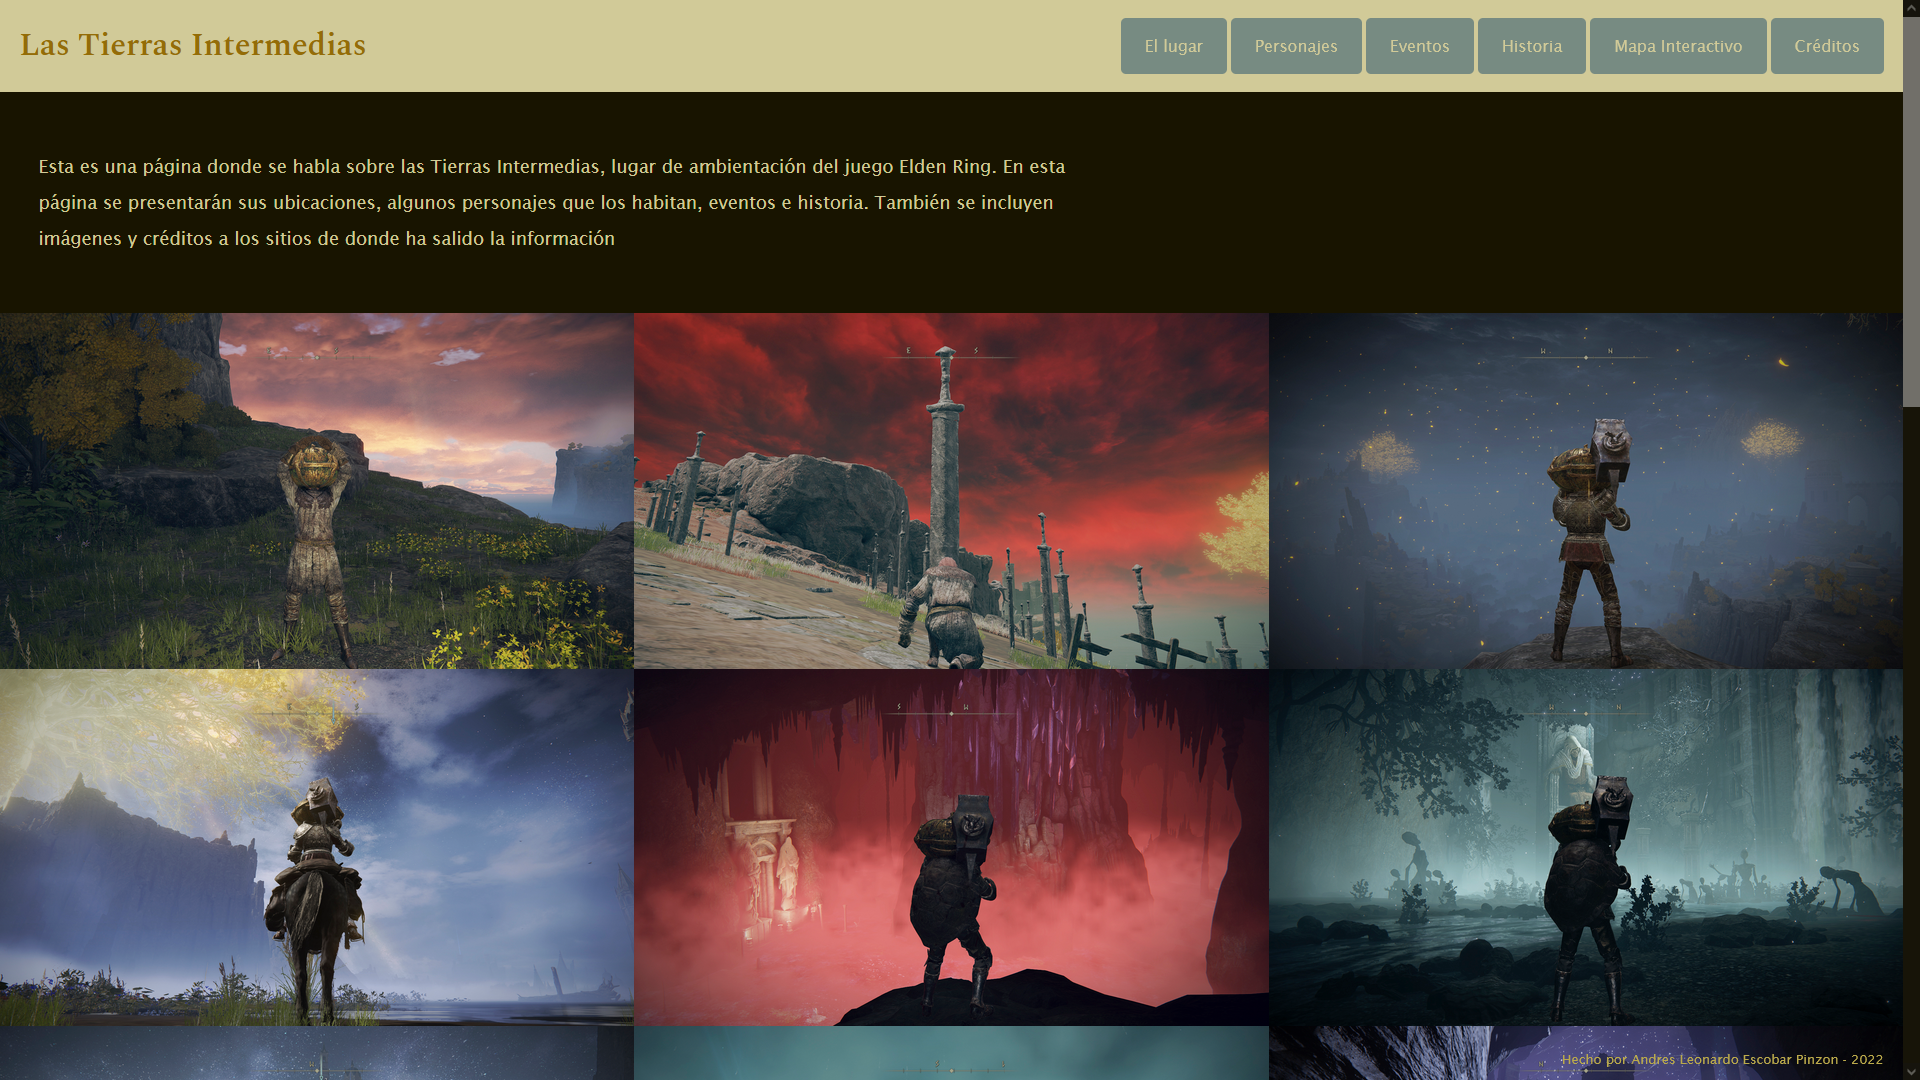 Las Tierras Intermedias
El lugar
Personajes
Eventos
Historia
Mapa Interactivo
Créditos
Esta es una página donde se habla sobre las Tierras Intermedias, lugar de ambientación del juego Elden Ring. En esta
página se presentarán sus ubicaciones, algunos personajes que los habitan, eventos e historia. También se incluyen
imágenes y créditos a los sitios de donde ha salido la información
E S
W N
S W
W N
Hecho por Andres Leonardo Escobar Pinzon - 2022